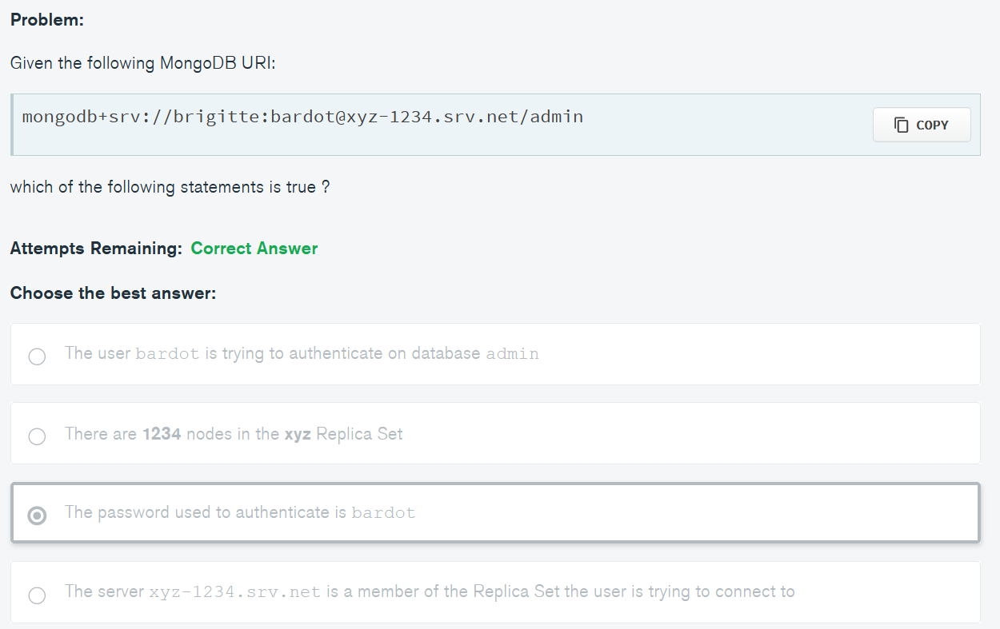 Problem:
Given the following MongoDB URI:
mongodb+srv://brigitte:bardot@xyz-1234.srv.net/admin
COPY
which of the following statements is true ?
Attempts Remaining: Correct Answer
Choose the best answer:
The user bardot is trying to authenticate on database admin
There are 1234 nodes in the xyz Replica Set
The password used to authenticate is bardot
The server xyz-1234.srv.net is a member of the Replica Set the user is trying to connect to